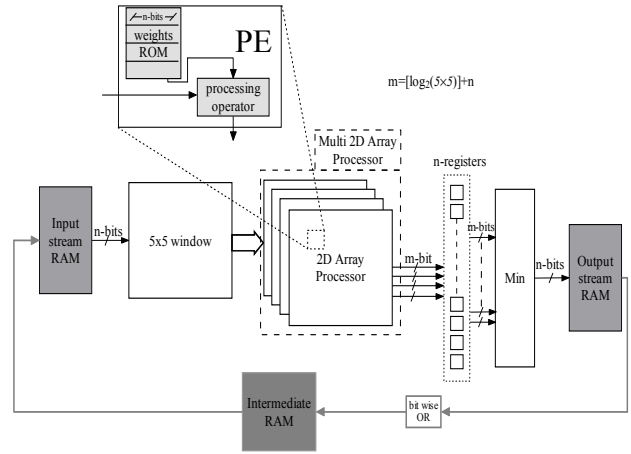 n-bits
weights
ROM
PE
processing
operator
m=[log₂(5×5)]+n
Multi 2D Array
Processor
n-registers
Input
stream
RAM
n-bits
5x5 window
2D Array
Processor
m-bit
m-bits
Min
n-bits
Output
stream
RAM
Intermediate
RAM
bit wise
OR